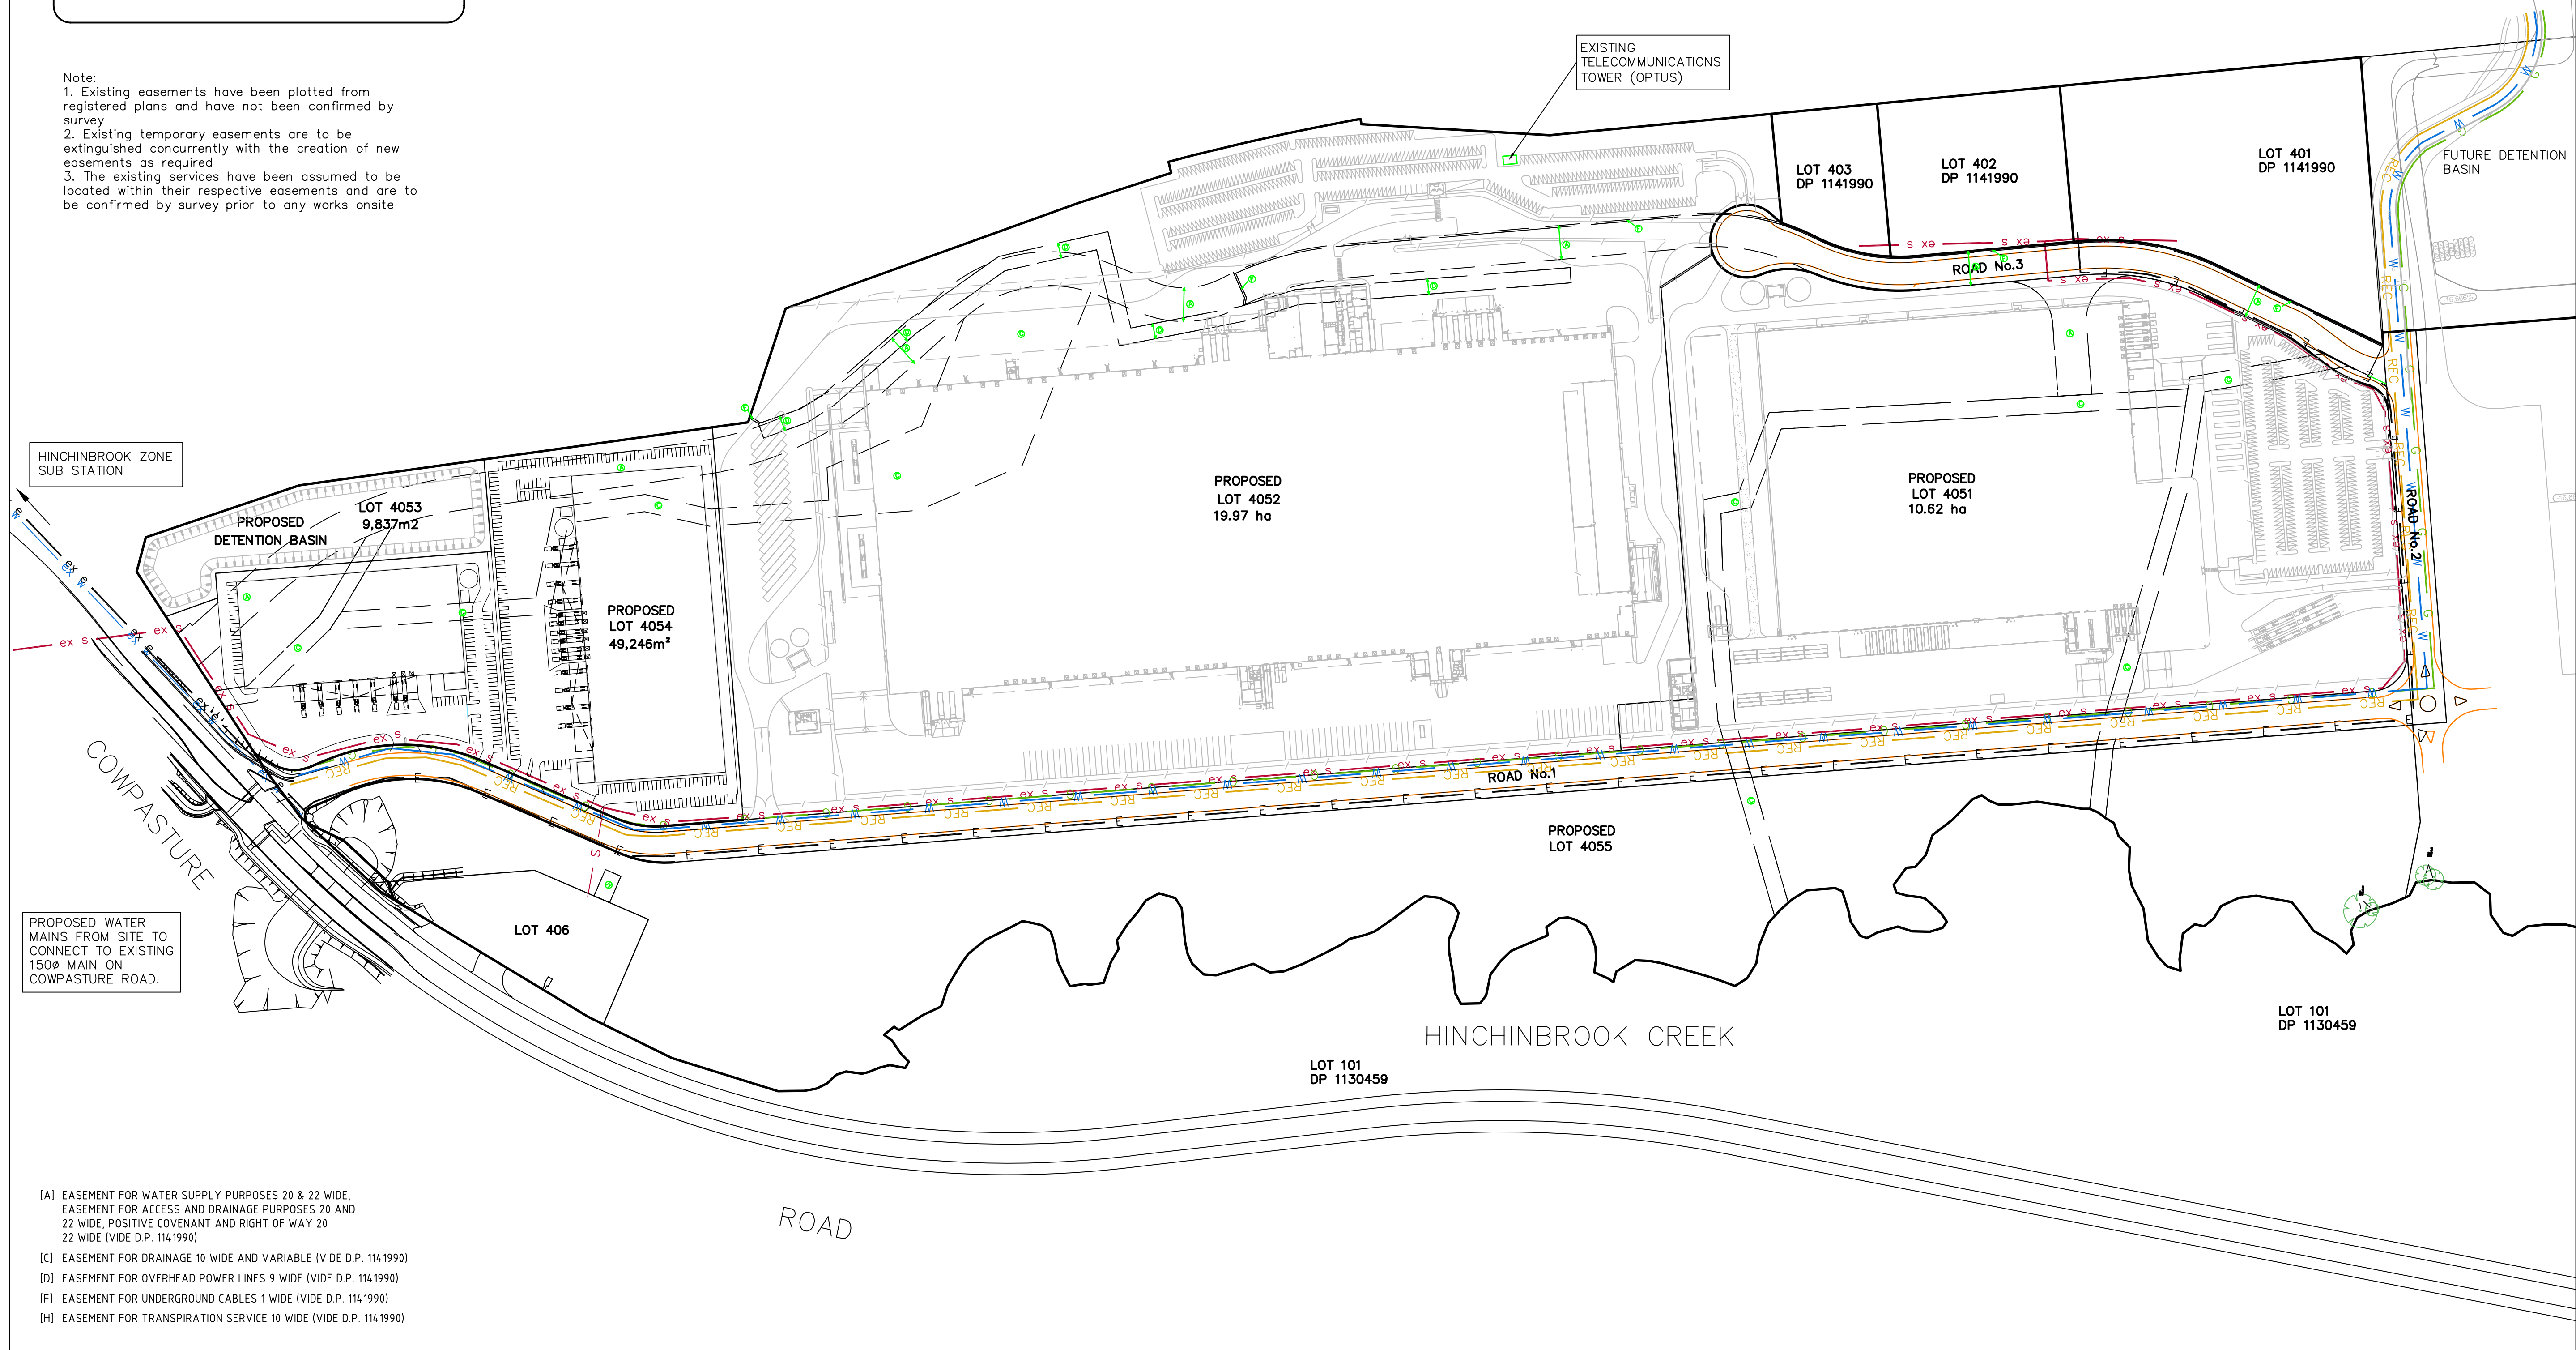 Note:
1. Existing easements have been plotted from
registered plans and have not been confirmed by
survey
2. Existing temporary easements are to be
extinguished concurrently with the creation of new
easements as required
3. The existing services have been assumed to be
located within their respective easements and are to
be confirmed by survey prior to any works onsite
EXISTING
TELECOMMUNICATIONS
TOWER (OPTUS)
LOT 403
DP 1141990
LOT 402
DP 1141990
LOT 401
DP 1141990
FUTURE DETENTION
BASIN
ROAD No.3
HINCHINBROOK ZONE
SUB STATION
PROPOSED
DETENTION BASIN
LOT 4053
9,837m2
PROPOSED
LOT 4054
49,246m²
PROPOSED
LOT 4052
19.97 ha
PROPOSED
LOT 4051
10.62 ha
ROAD No.2
ROAD No.1
PROPOSED
LOT 4055
COWPASTURE
PROPOSED WATER
MAINS FROM SITE TO
CONNECT TO EXISTING
150ø MAIN ON
COWPASTURE ROAD.
LOT 406
HINCHINBROOK CREEK
LOT 101
DP 1130459
LOT 101
DP 1130459
ROAD
[A] EASEMENT FOR WATER SUPPLY PURPOSES 20 & 22 WIDE,
EASEMENT FOR ACCESS AND DRAINAGE PURPOSES 20 AND
22 WIDE, POSITIVE COVENANT AND RIGHT OF WAY 20
22 WIDE (VIDE D.P. 1141990)
[C] EASEMENT FOR DRAINAGE 10 WIDE AND VARIABLE (VIDE D.P. 1141990)
[D] EASEMENT FOR OVERHEAD POWER LINES 9 WIDE (VIDE D.P. 1141990)
[F] EASEMENT FOR UNDERGROUND CABLES 1 WIDE (VIDE D.P. 1141990)
[H] EASEMENT FOR TRANSPIRATION SERVICE 10 WIDE (VIDE D.P. 1141990)